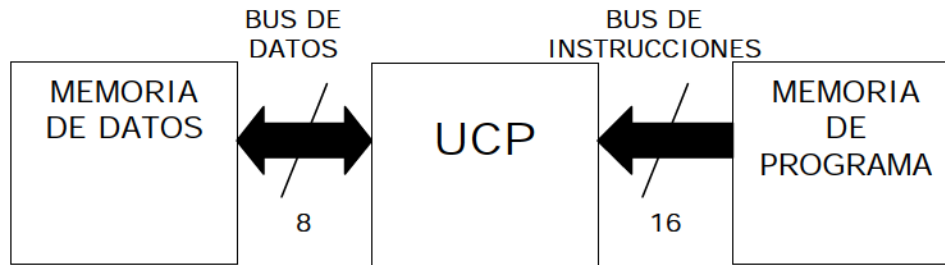 BUS DE
DATOS
BUS DE
INSTRUCCIONES
MEMORIA
DE DATOS
UCP
MEMORIA
DE
PROGRAMA
8
16